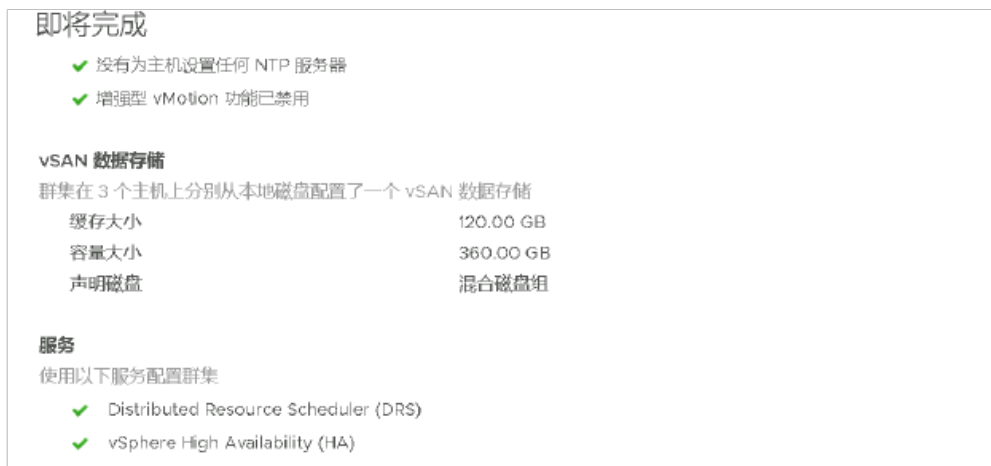 即将完成
没有为主机设置任何 NTP 服务器
增强型 vMotion 功能已禁用
vSAN 数据存储
群集在 3 个主机上分别从本地磁盘配置了一个 vSAN 数据存储
缓存大小 120.00 GB
容量大小 360.00 GB
声明磁盘 混合磁盘组
服务
使用以下服务配置群集
Distributed Resource Scheduler (DRS)
vSphere High Availability (HA)